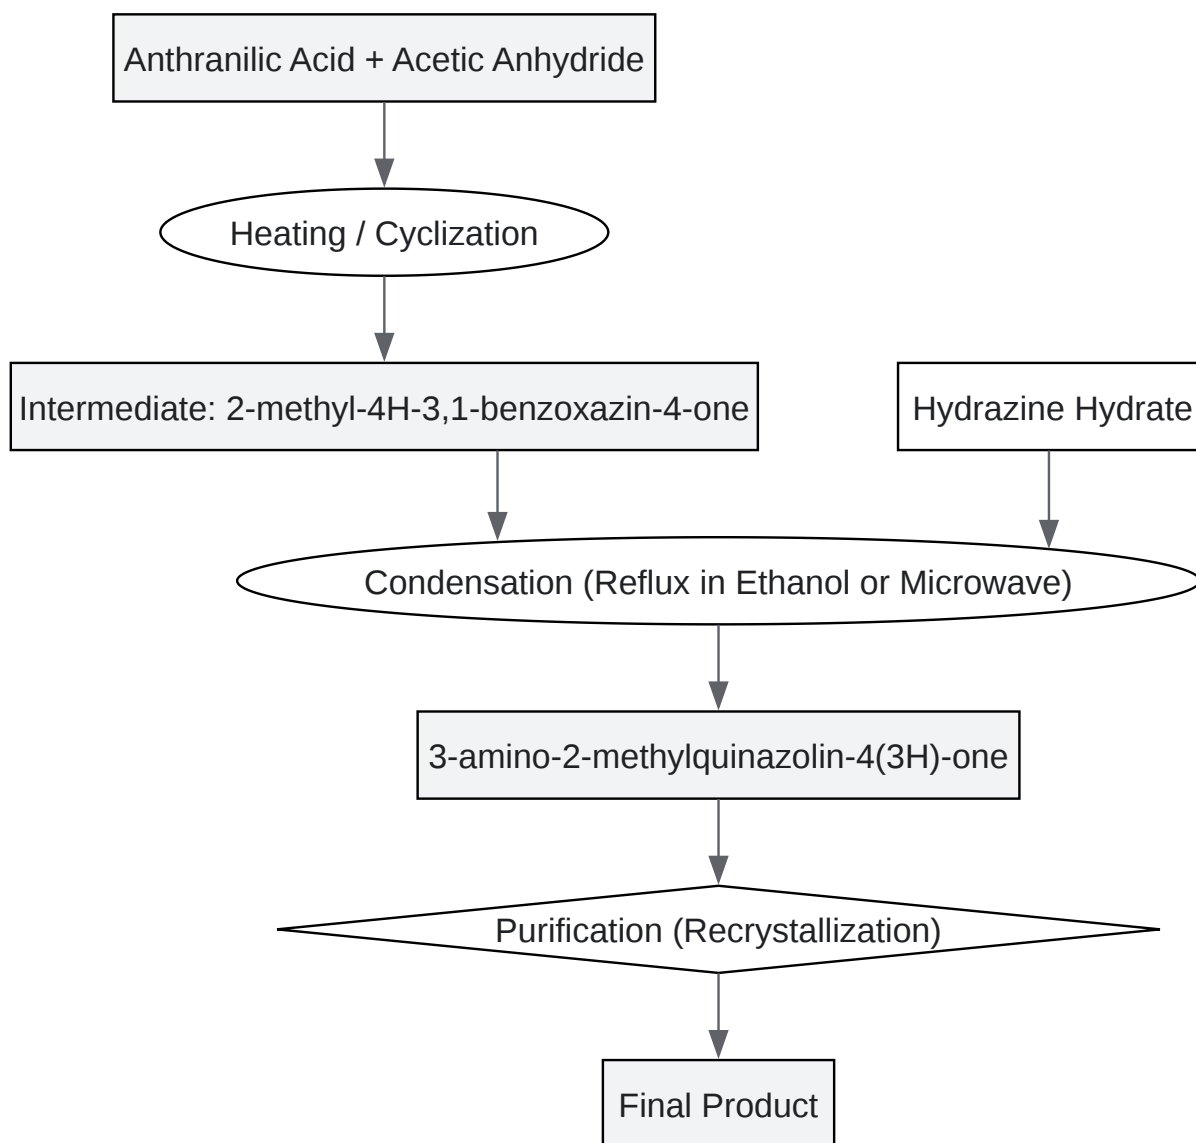 Anthranilic Acid + Acetic Anhydride
Heating / Cyclization
Intermediate: 2-methyl-4H-3,1-benzoxazin-4-one
Hydrazine Hydrate
Condensation (Reflux in Ethanol or Microwave)
3-amino-2-methylquinazolin-4(3H)-one
Purification (Recrystallization)
Final Product